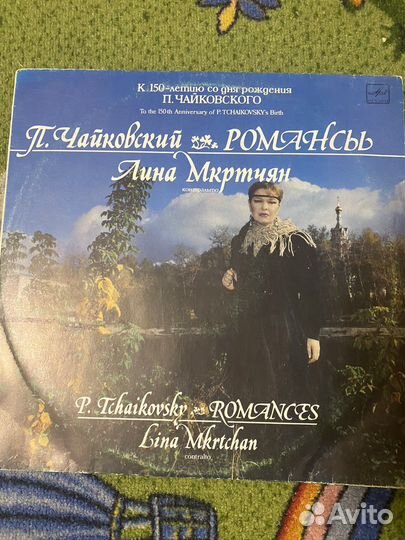 К 150-летию со дня рождения
П. ЧАЙКОВСКОГО
To the 150th Anniversary of P. TCHAIKOVSKY's Birth
П. Чайковский РОМАНСЫ
Лина Мкртчян
контральто
P. Tchaikovsky ROMANCES
Lina Mkrtchan
contralto
Avito